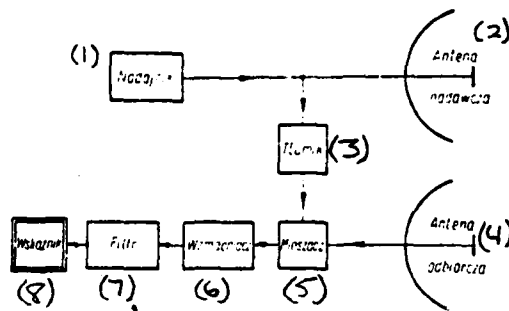 (1)
Nadajnik
(2)
Antena
nadawcza
Tłumik
(3)
Antena
(4)
odbiorcza
Wskaźnik
Filtr
Wzmacniacz
Mieszacz
(8)
(7)
(6)
(5)